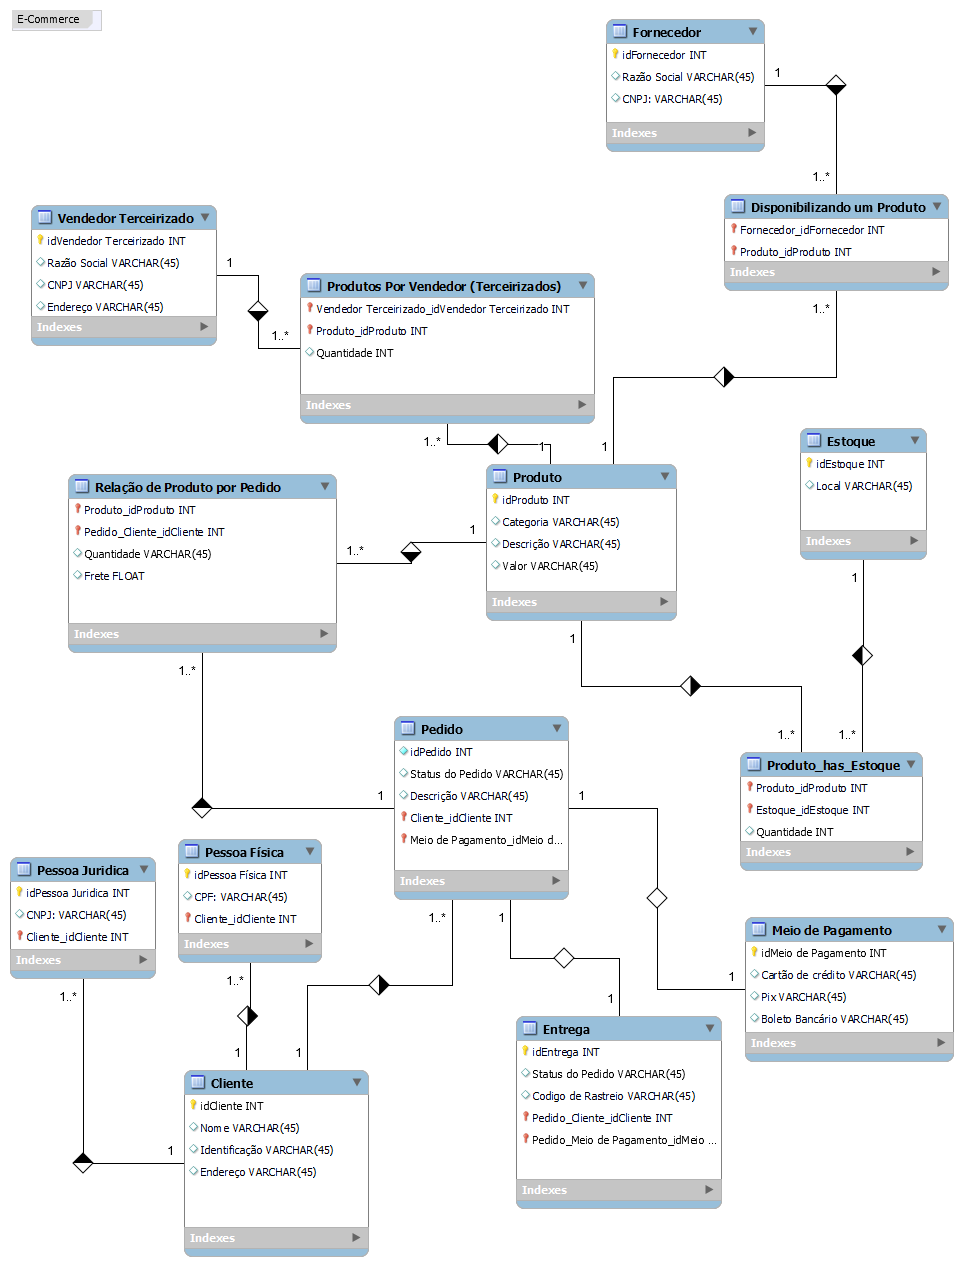 E-Commerce
Fornecedor
idFornecedor INT
Razão Social VARCHAR(45)
CNPJ: VARCHAR(45)
Indexes
1
1..*
Disponibilizando um Produto
Fornecedor_idFornecedor INT
Produto_idProduto INT
Indexes
1..*
1
Vendedor Terceirizado
idVendedor Terceirizado INT
Razão Social VARCHAR(45)
CNPJ VARCHAR(45)
Endereço VARCHAR(45)
Indexes
1
1..*
Produtos Por Vendedor (Terceirizados)
Vendedor Terceirizado_idVendedor Terceirizado INT
Produto_idProduto INT
Quantidade INT
Indexes
1..*
1
Estoque
idEstoque INT
Local VARCHAR(45)
Indexes
1
1..*
Produto
idProduto INT
Categoria VARCHAR(45)
Descrição VARCHAR(45)
Valor VARCHAR(45)
Indexes
1
1..*
1
1..*
Relação de Produto por Pedido
Produto_idProduto INT
Pedido_Cliente_idCliente INT
Quantidade VARCHAR(45)
Frete FLOAT
Indexes
1..*
1
Pedido
idPedido INT
Status do Pedido VARCHAR(45)
Descrição VARCHAR(45)
Cliente_idCliente INT
Meio de Pagamento_idMeio d...
Indexes
1
1
1..*
1
1
1
Produto_has_Estoque
Produto_idProduto INT
Estoque_idEstoque INT
Quantidade INT
Indexes
Pessoa Juridica
idPessoa Juridica INT
CNPJ: VARCHAR(45)
Cliente_idCliente INT
Indexes
1..*
1
Pessoa Física
idPessoa Física INT
CPF: VARCHAR(45)
Cliente_idCliente INT
Indexes
1..*
1
Meio de Pagamento
idMeio de Pagamento INT
Cartão de crédito VARCHAR(45)
Pix VARCHAR(45)
Boleto Bancário VARCHAR(45)
Indexes
Entrega
idEntrega INT
Status do Pedido VARCHAR(45)
Codigo de Rastreio VARCHAR(45)
Pedido_Cliente_idCliente INT
Pedido_Meio de Pagamento_idMeio ...
Indexes
Cliente
idCliente INT
Nome VARCHAR(45)
Identificação VARCHAR(45)
Endereço VARCHAR(45)
Indexes